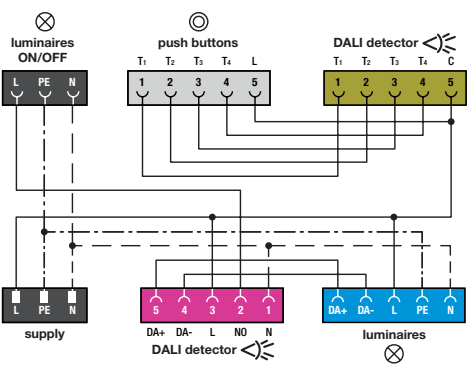 luminaires
ON/OFF
L PE N
push buttons
T1 T2 T3 T4 L
1 2 3 4 5
DALI detector
T1 T2 T3 T4 C
1 2 3 4 5
L PE N
supply
5 4 3 2 1
DA+ DA- L NO N
DALI detector
DA+ DA- L PE N
luminaires